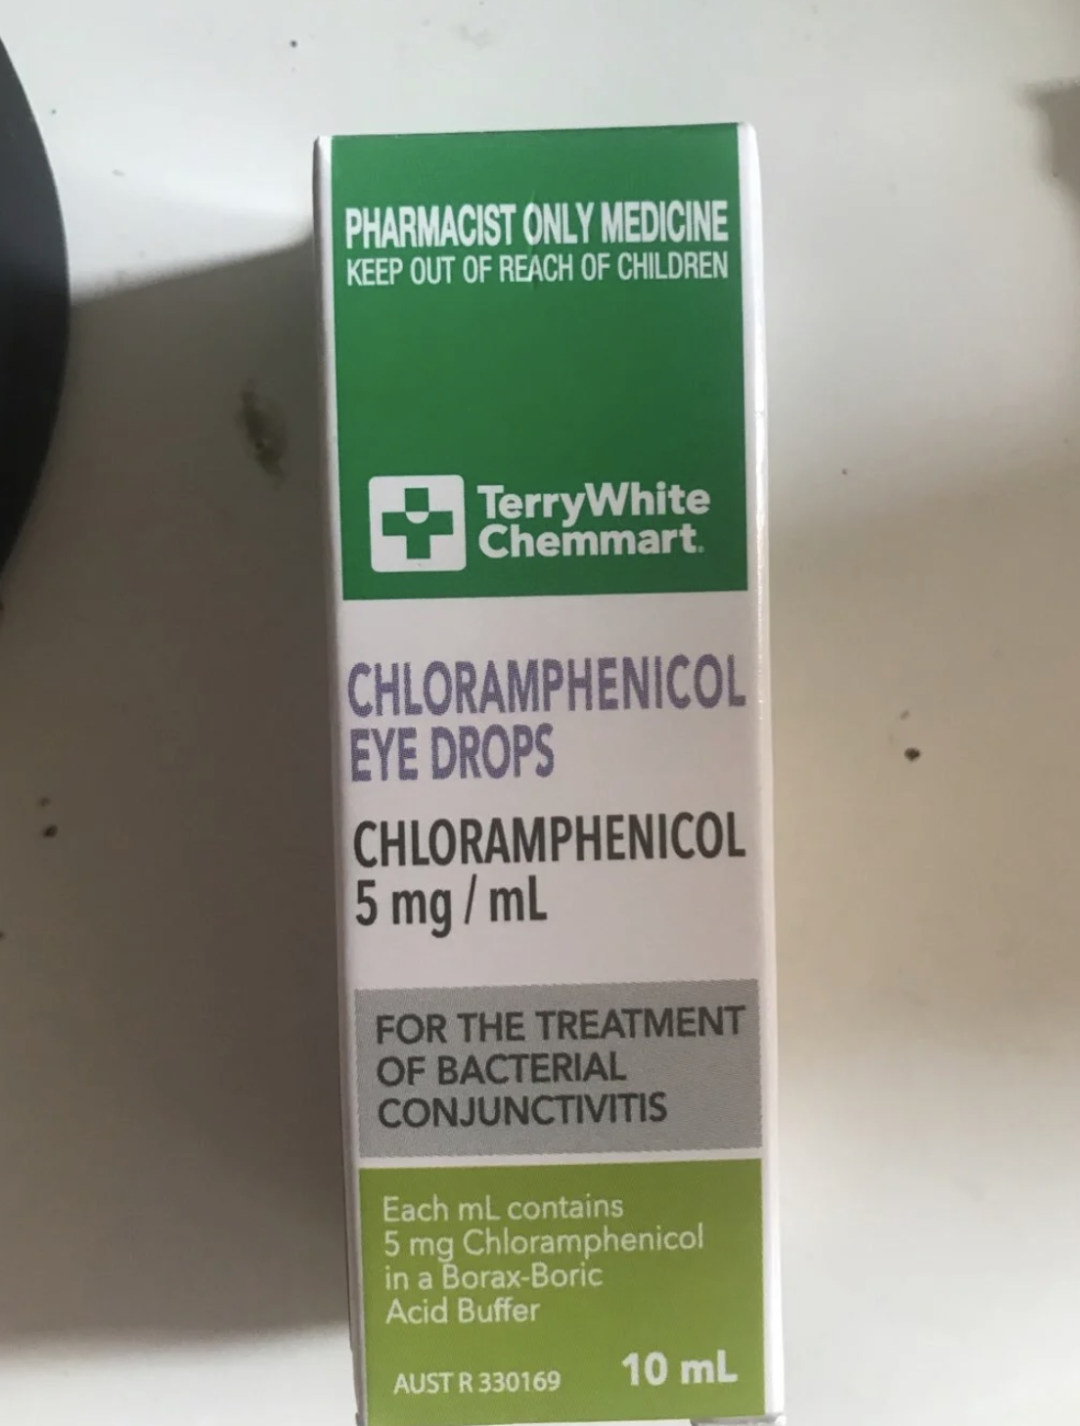 PHARMACIST ONLY MEDICINE
KEEP OUT OF REACH OF CHILDREN
TerryWhite
Chemmart.
CHLORAMPHENICOL
EYE DROPS
CHLORAMPHENICOL
5 mg / mL
FOR THE TREATMENT
OF BACTERIAL
CONJUNCTIVITIS
Each mL contains
5 mg Chloramphenicol
in a Borax-Boric
Acid Buffer
AUST R 330169
10 mL